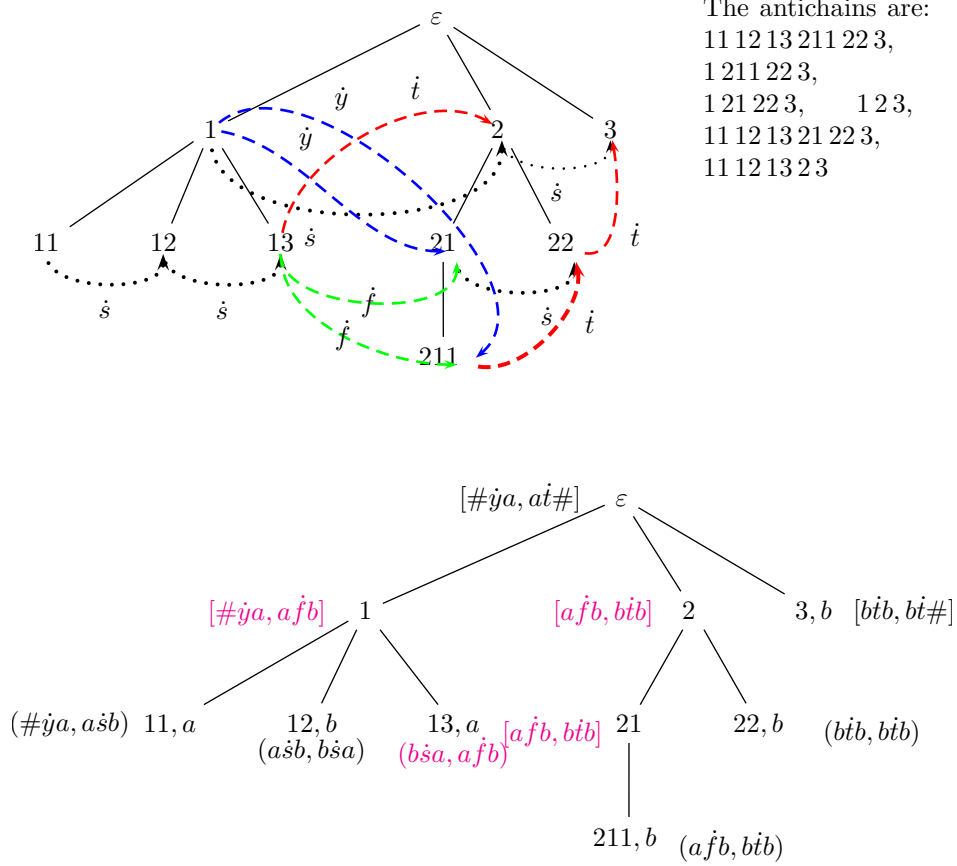 ε
The antichains are:
11 12 13 211 22 3,
1 211 22 3,
1 21 22 3, 1 2 3,
11 12 13 21 22 3,
11 12 13 2 3
ẏ ṫ
1 ẏ 2 3
ṡ
11 12 13 ṡ 21 22 ṫ
ṡ ṡ ḟ ṡ ṫ
ḟ
211
[#ẏa, aṫ#] ε
[#ẏa, aḟb] 1 [aḟb, bṫb] 2 3, b [bṫb, bṫ#]
(#ẏa, aṡb) 11, a 12, b 13, a [aḟb, bṫb] 21 22, b (bṫb, bṫb)
(aṡb, bṡa) (bṡa, aḟb)
211, b (aḟb, bṫb)